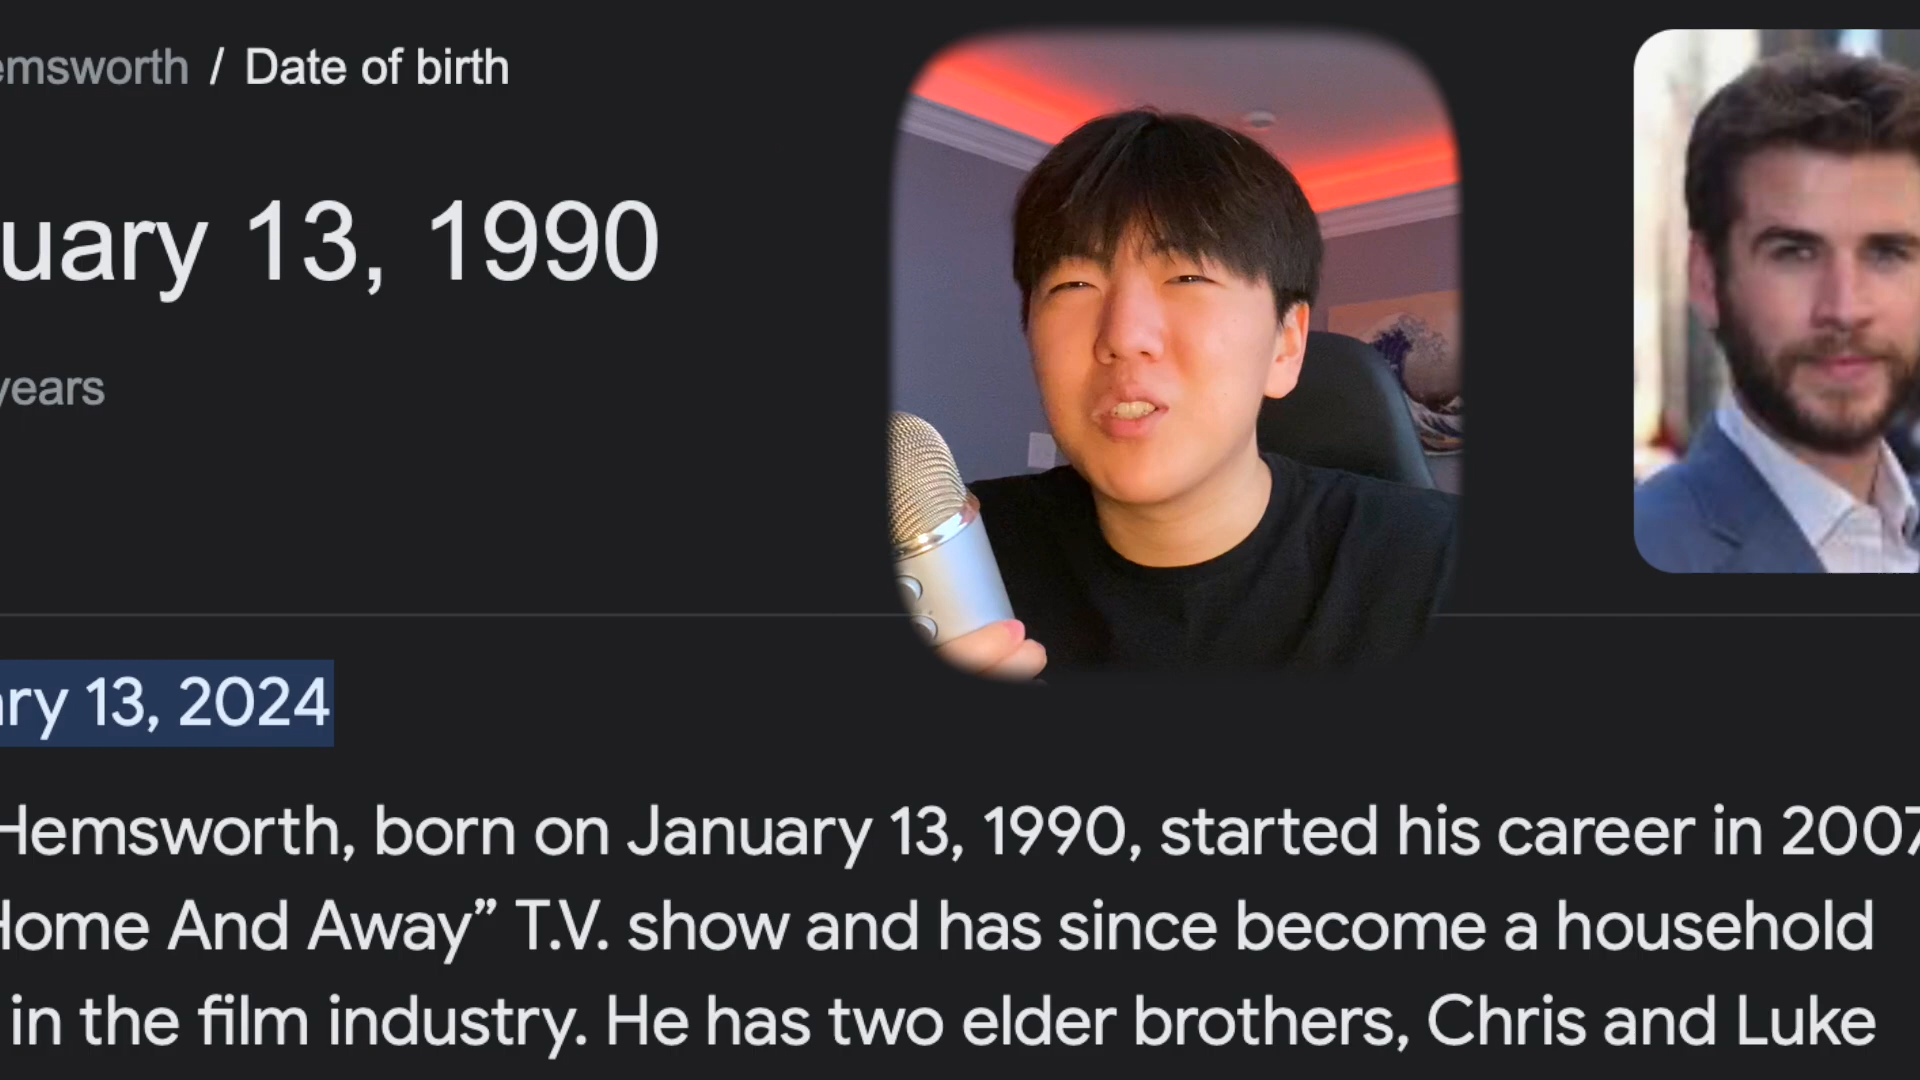 emsworth / Date of birth
uary 13, 1990
years
ary 13, 2024
Hemsworth, born on January 13, 1990, started his career in 2007
Home And Away” T.V. show and has since become a household
in the film industry. He has two elder brothers, Chris and Luke